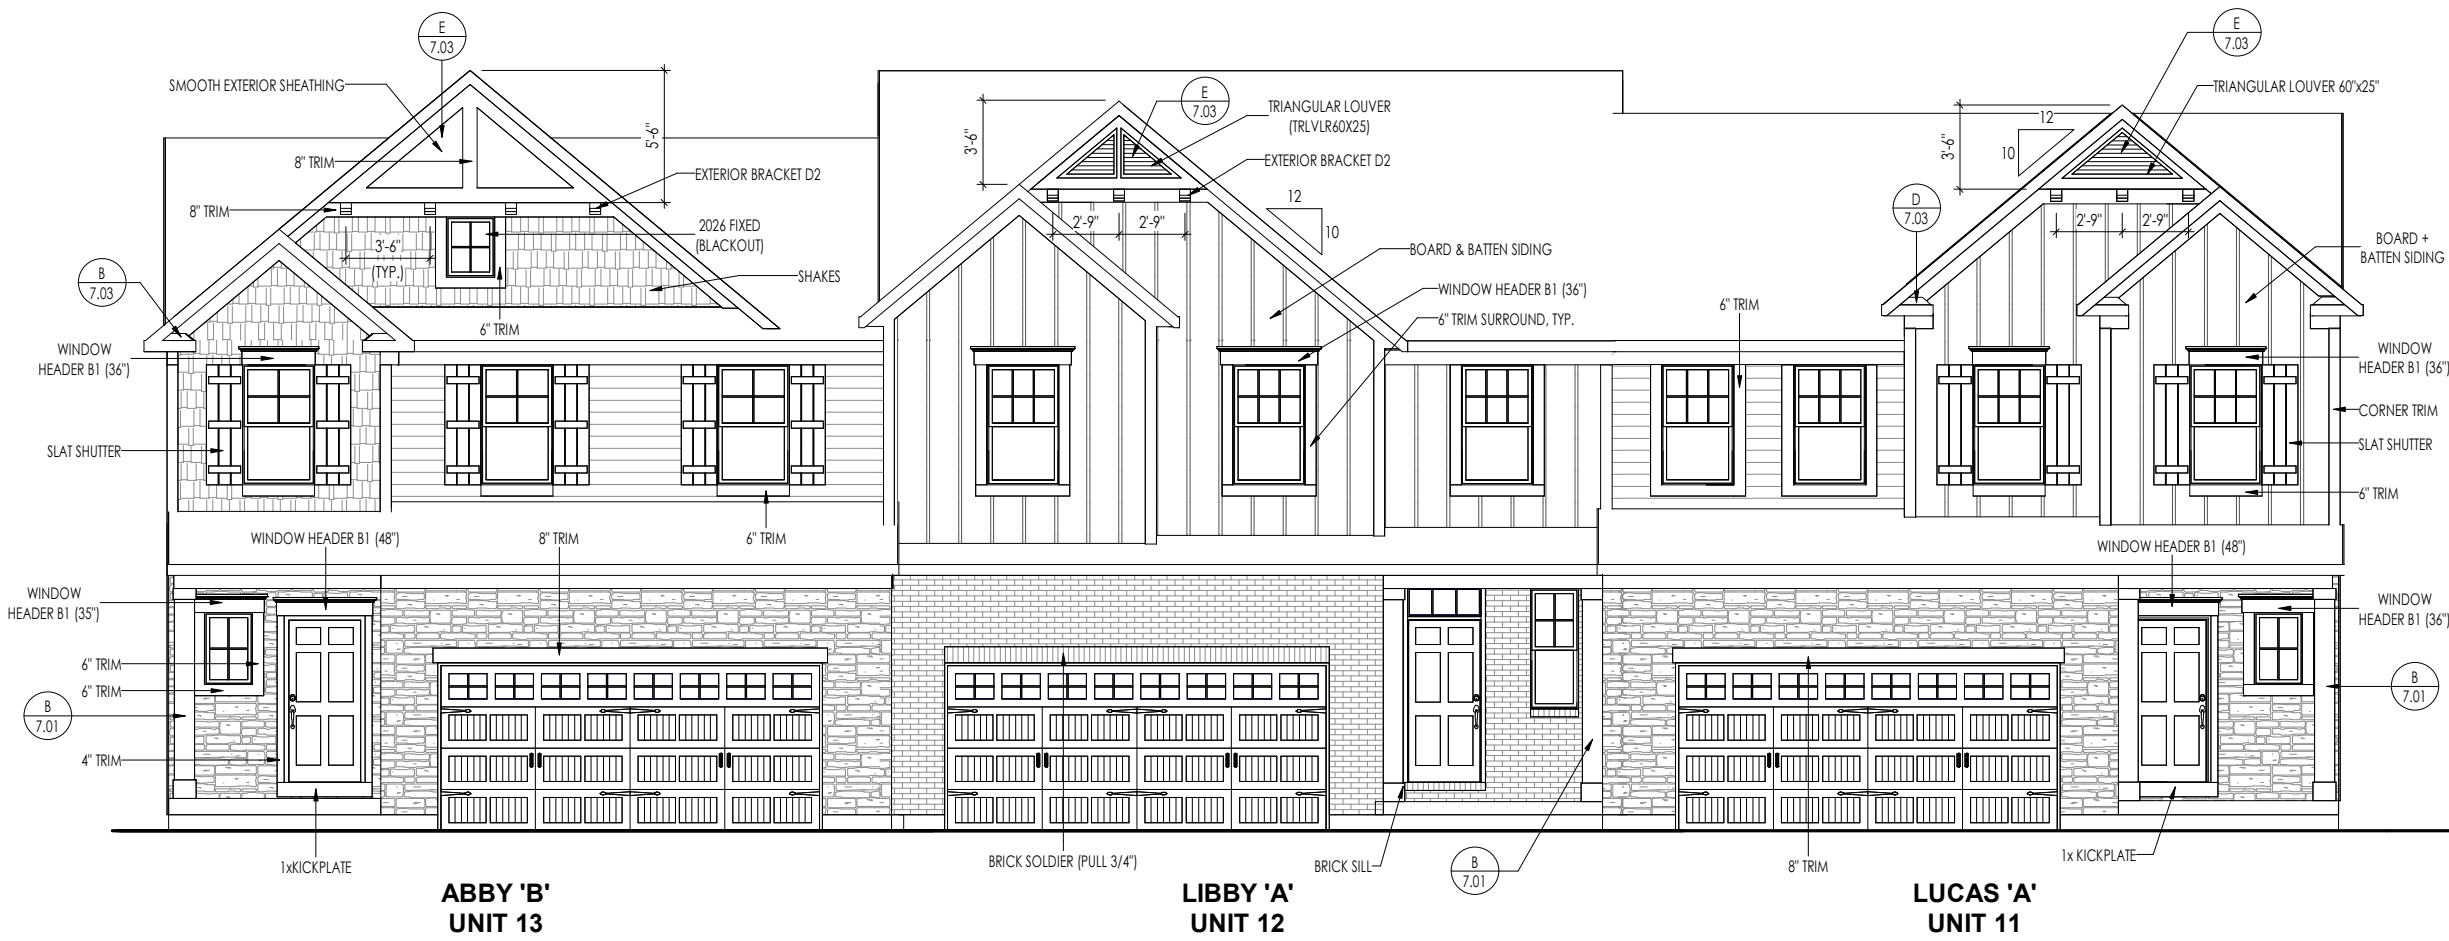 E
7.03
SMOOTH EXTERIOR SHEATHING
8" TRIM
5'-6"
8" TRIM
EXTERIOR BRACKET D2
2026 FIXED
(BLACKOUT)
3'-6"
(TYP.)
SHAKES
B
7.03
6" TRIM
WINDOW
HEADER B1 (36")
SLAT SHUTTER
WINDOW HEADER B1 (48")
8" TRIM
6" TRIM
WINDOW
HEADER B1 (35")
6" TRIM
6" TRIM
B
7.01
4" TRIM
1xKICKPLATE
ABBY 'B'
UNIT 13
E
7.03
3'-6"
TRIANGULAR LOUVER
(TRLVLR60X25)
EXTERIOR BRACKET D2
12
10
2'-9"
2'-9"
BOARD & BATTEN SIDING
WINDOW HEADER B1 (36")
6" TRIM SURROUND, TYP.
BRICK SOLDIER (PULL 3/4")
BRICK SILL
B
7.01
LIBBY 'A'
UNIT 12
E
7.03
TRIANGULAR LOUVER 60"x25"
12
10
3'-6"
D
7.03
2'-9"
2'-9"
BOARD +
BATTEN SIDING
6" TRIM
WINDOW
HEADER B1 (36")
CORNER TRIM
SLAT SHUTTER
6" TRIM
WINDOW HEADER B1 (48")
WINDOW
HEADER B1 (36")
B
7.01
8" TRIM
1x KICKPLATE
LUCAS 'A'
UNIT 11